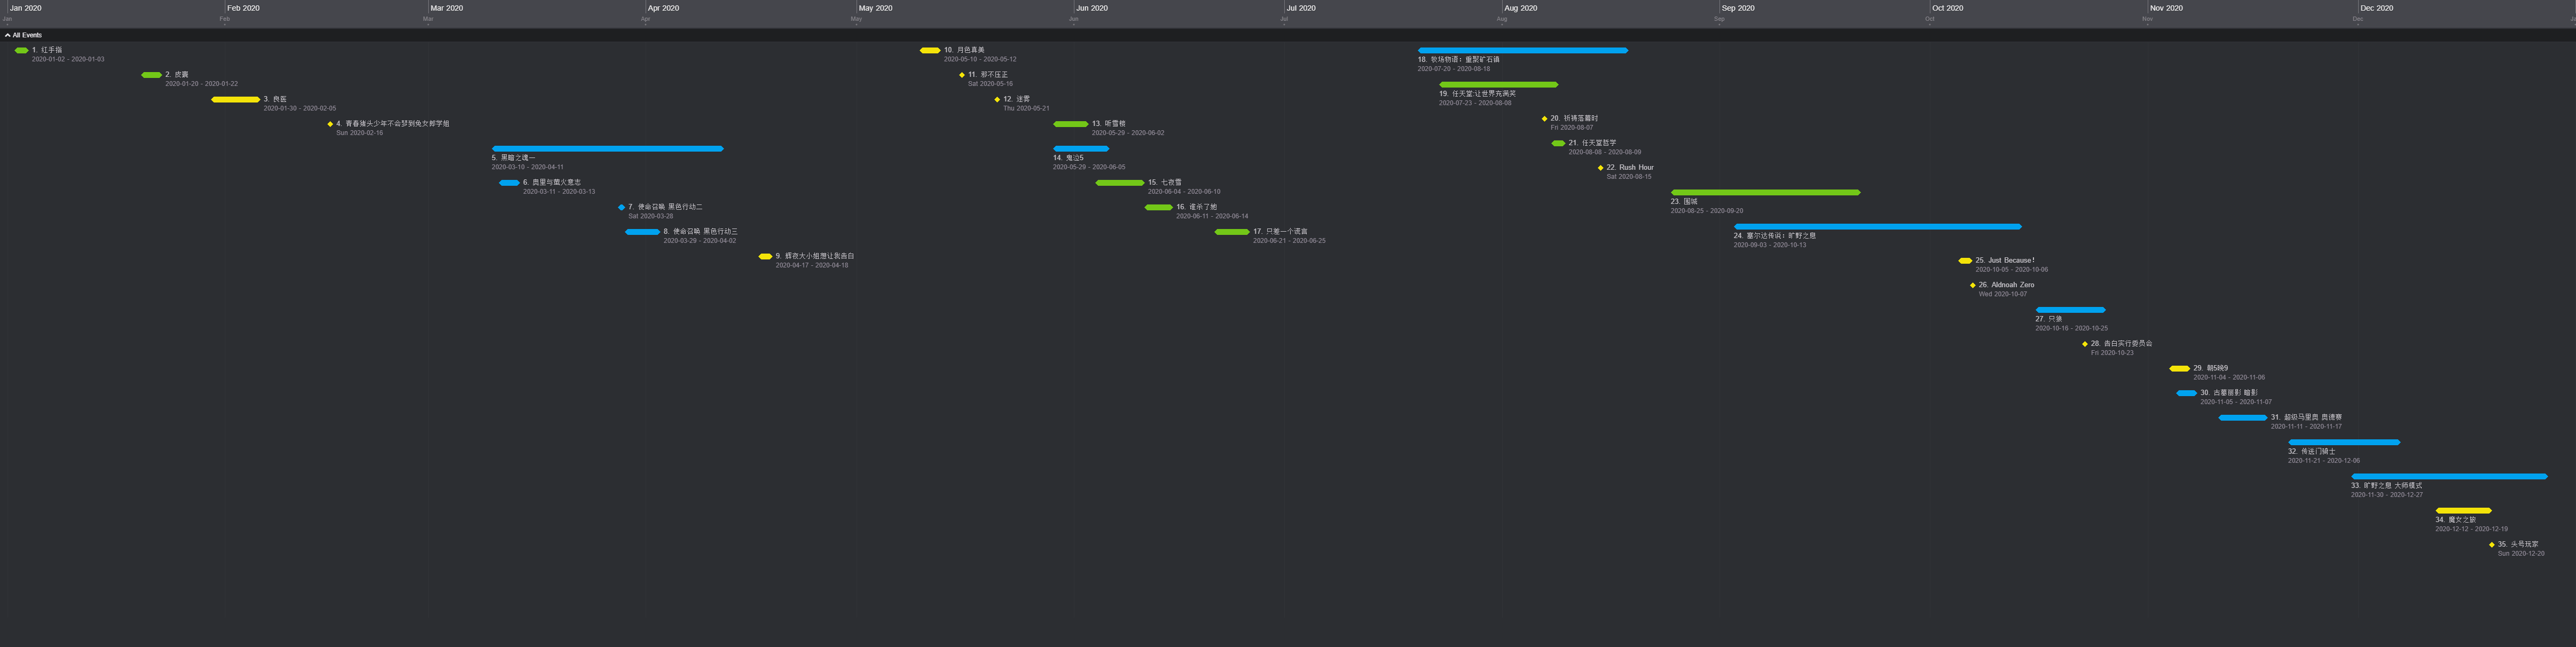 Jan 2020
Feb 2020
Mar 2020
Apr 2020
May 2020
Jun 2020
Jul 2020
Aug 2020
Sep 2020
Oct 2020
Nov 2020
Dec 2020
Jan
Feb
Mar
Apr
May
Jun
Jul
Aug
Sep
Oct
Nov
Dec
All Events
1. 红手指
2020-01-02 - 2020-01-03
2. 皮囊
2020-01-20 - 2020-01-22
3. 良医
2020-01-30 - 2020-02-05
4. 青春猪头少年不会梦到兔女郎学姐
Sun 2020-02-16
5. 黑暗之魂一
2020-03-10 - 2020-04-11
6. 奥里与萤火意志
2020-03-11 - 2020-03-13
7. 使命召唤 黑色行动二
Sat 2020-03-28
8. 使命召唤 黑色行动三
2020-03-29 - 2020-04-02
9. 辉夜大小姐想让我告白
2020-04-17 - 2020-04-18
10. 月色真美
2020-05-10 - 2020-05-12
11. 邪不压正
Sat 2020-05-16
12. 迷雾
Thu 2020-05-21
13. 听雪楼
2020-05-29 - 2020-06-02
14. 鬼泣5
2020-05-29 - 2020-06-05
15. 七夜雪
2020-06-04 - 2020-06-10
16. 谁杀了她
2020-06-11 - 2020-06-14
17. 只差一个谎言
2020-06-21 - 2020-06-25
18. 牧场物语：重聚矿石镇
2020-07-20 - 2020-08-18
19. 任天堂:让世界充满笑
2020-07-23 - 2020-08-08
20. 祈祷落幕时
Fri 2020-08-07
21. 任天堂哲学
2020-08-08 - 2020-08-09
22. Rush Hour
Sat 2020-08-15
23. 围城
2020-08-25 - 2020-09-20
24. 塞尔达传说：旷野之息
2020-09-03 - 2020-10-13
25. Just Because!
2020-10-05 - 2020-10-06
26. Aldnoah Zero
Wed 2020-10-07
27. 只狼
2020-10-16 - 2020-10-25
28. 告白实行委员会
Fri 2020-10-23
29. 朝5晚9
2020-11-04 - 2020-11-06
30. 古墓丽影 暗影
2020-11-05 - 2020-11-07
31. 超级马里奥 奥德赛
2020-11-11 - 2020-11-17
32. 传送门骑士
2020-11-21 - 2020-12-06
33. 旷野之息 大师模式
2020-11-30 - 2020-12-27
34. 魔女之旅
2020-12-12 - 2020-12-19
35. 头号玩家
Sun 2020-12-20